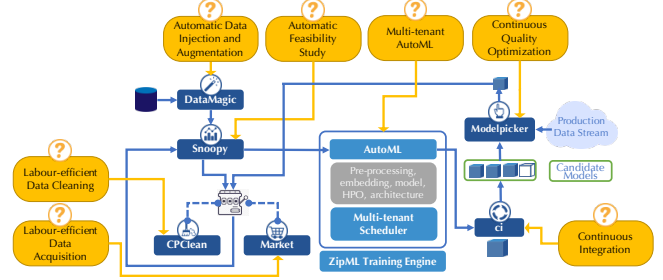 ?
Automatic Data
Injection and
Augmentation
?
Automatic
Feasibility
Study
?
Multi-tenant
AutoML
?
Continuous
Quality
Optimization
DataMagic
Modelpicker
Production
Data Stream
Snoopy
AutoML
Pre-processing,
embedding, model,
HPO, architecture
Multi-tenant
Scheduler
ZipML Training Engine
Candidate
Models
?
Labour-efficient
Data Cleaning
?
Labour-efficient
Data
Acquisition
CPClean
Market
ci
?
Continuous
Integration